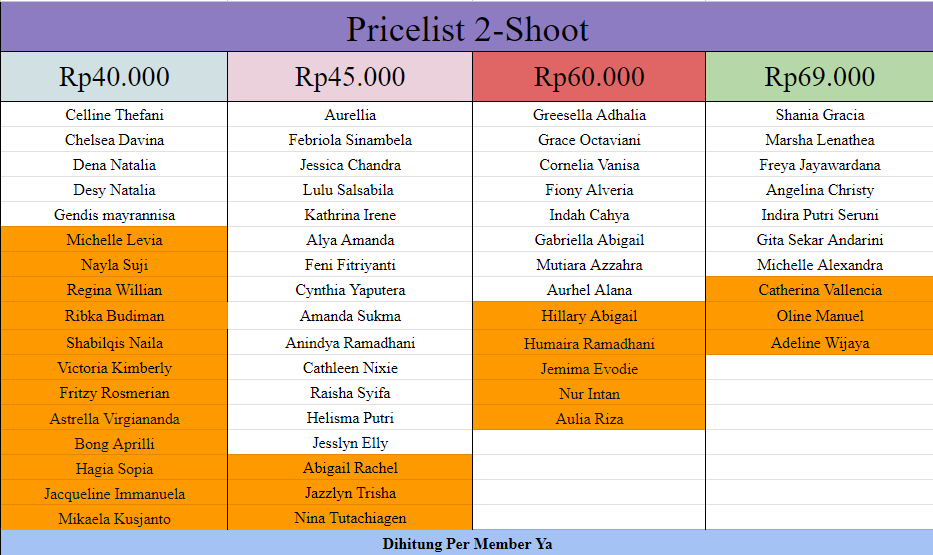 Pricelist 2-Shoot
Rp40.000 Rp45.000 Rp60.000 Rp69.000
Celline Thefani Aurellia Greesella Adhalia Shania Gracia
Chelsea Davina Febriola Sinambela Grace Octaviani Marsha Lenathea
Dena Natalia Jessica Chandra Cornelia Vanisa Freya Jayawardana
Desy Natalia Lulu Salsabila Fiony Alveria Angelina Christy
Gendis mayrannisa Kathrina Irene Indah Cahya Indira Putri Seruni
Michelle Levia Alya Amanda Gabriella Abigail Gita Sekar Andarini
Nayla Suji Feni Fitriyanti Mutiara Azzahra Michelle Alexandra
Regina Willian Cynthia Yaputera Aurhel Alana Catherina Vallencia
Ribka Budiman Amanda Sukma Hillary Abigail Oline Manuel
Shabilqis Naila Anindya Ramadhani Humaira Ramadhani Adeline Wijaya
Victoria Kimberly Cathleen Nixie Jemima Evodie
Fritzy Rosmerian Raisha Syifa Nur Intan
Astrella Virgiananda Helisma Putri Aulia Riza
Bong Aprilli Jesslyn Elly
Hagia Sopia Abigail Rachel
Jacqueline Immanuela Jazzlyn Trisha
Mikaela Kusjanto Nina Tutachiagen
Dihitung Per Member Ya